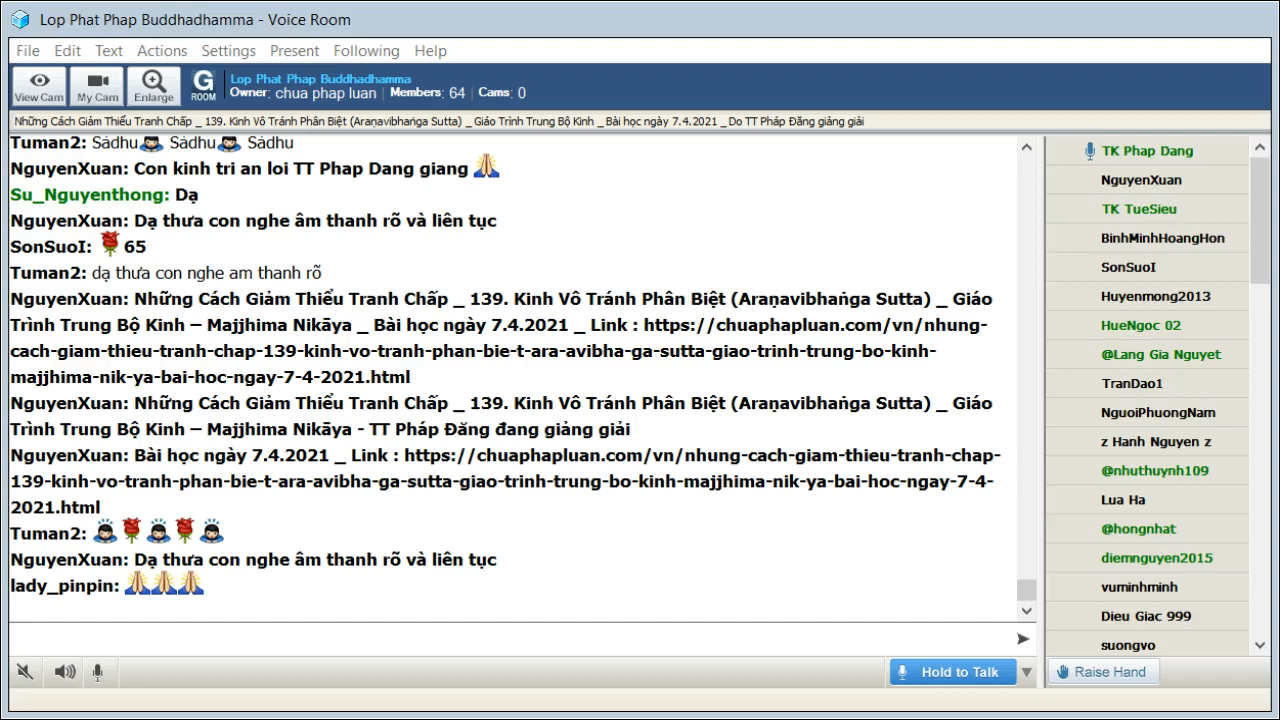 Lop Phat Phap Buddhadhamma - Voice Room
File Edit Text Actions Settings Present Following Help
View Cam My Cam Enlarge G ROOM
Lop Phat Phap Buddhadhamma
Owner: chua phap luan Members: 64 Cams: 0
Những Cách Giảm Thiểu Tranh Chấp _ 139. Kinh Vô Tránh Phân Biệt (Araṇavibhaṅga Sutta) _ Giáo Trình Trung Bộ Kinh _ Bài học ngày 7.4.2021 _ Do TT Pháp Đăng giảng giải
Tuman2: Sádhu Sádhu Sádhu
NguyenXuan: Con kinh tri an loi TT Phap Dang giang
Su_Nguyenthong: Dạ
NguyenXuan: Dạ thưa con nghe âm thanh rõ và liên tục
SonSuoI: 65
Tuman2: dạ thưa con nghe am thanh rõ
NguyenXuan: Những Cách Giảm Thiểu Tranh Chấp _ 139. Kinh Vô Tránh Phân Biệt (Araṇavibhaṅga Sutta) _ Giáo
Trình Trung Bộ Kinh – Majjhima Nikāya _ Bài học ngày 7.4.2021 _ Link : https://chuaphapluan.com/vn/nhung-
cach-giam-thieu-tranh-chap-139-kinh-vo-tranh-phan-bie-t-ara-avibha-ga-sutta-giao-trinh-trung-bo-kinh-
majjhima-nik-ya-bai-hoc-ngay-7-4-2021.html
NguyenXuan: Những Cách Giảm Thiểu Tranh Chấp _ 139. Kinh Vô Tránh Phân Biệt (Araṇavibhaṅga Sutta) _ Giáo
Trình Trung Bộ Kinh – Majjhima Nikāya - TT Pháp Đăng đang giảng giải
NguyenXuan: Bài học ngày 7.4.2021 _ Link : https://chuaphapluan.com/vn/nhung-cach-giam-thieu-tranh-chap-
139-kinh-vo-tranh-phan-bie-t-ara-avibha-ga-sutta-giao-trinh-trung-bo-kinh-majjhima-nik-ya-bai-hoc-ngay-7-4-
2021.html
Tuman2:
NguyenXuan: Dạ thưa con nghe âm thanh rõ và liên tục
lady_pinpin:
TK Phap Dang
NguyenXuan
TK TueSieu
BinhMinhHoangHon
SonSuoI
Huyenmong2013
HueNgoc 02
@Lang Gia Nguyet
TranDao1
NguoiPhuongNam
z Hanh Nguyen z
@nhuthuynh109
Lua Ha
@hongnhat
diemnguyen2015
vuminhminh
Dieu Giac 999
suongvo
Hold to Talk
Raise Hand